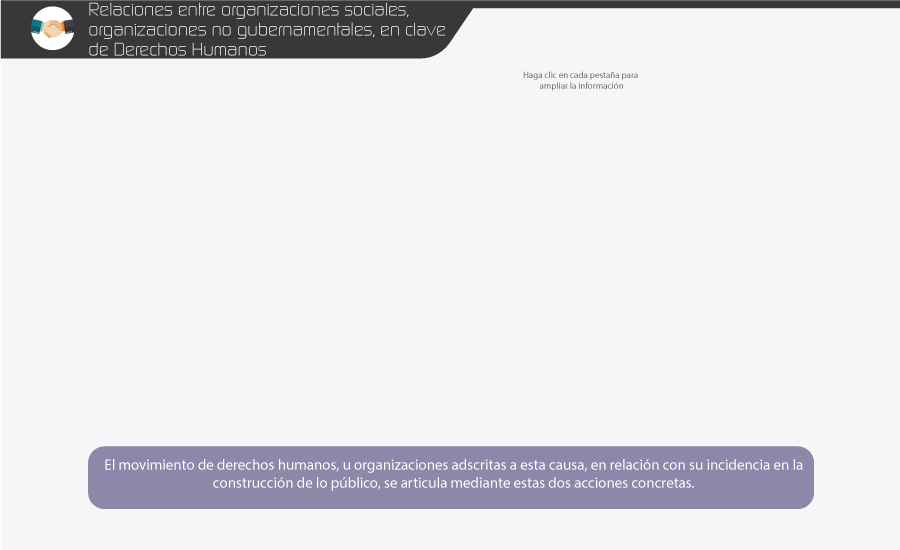 Relaciones entre organizaciones sociales,
organizaciones no gubernamentales, en clave
de Derechos Humanos
Haga clic en cada pestaña para
ampliar la información
El movimiento de derechos humanos, u organizaciones adscritas a esta causa, en relación con su incidencia en la
construcción de lo público, se articula mediante estas dos acciones concretas.